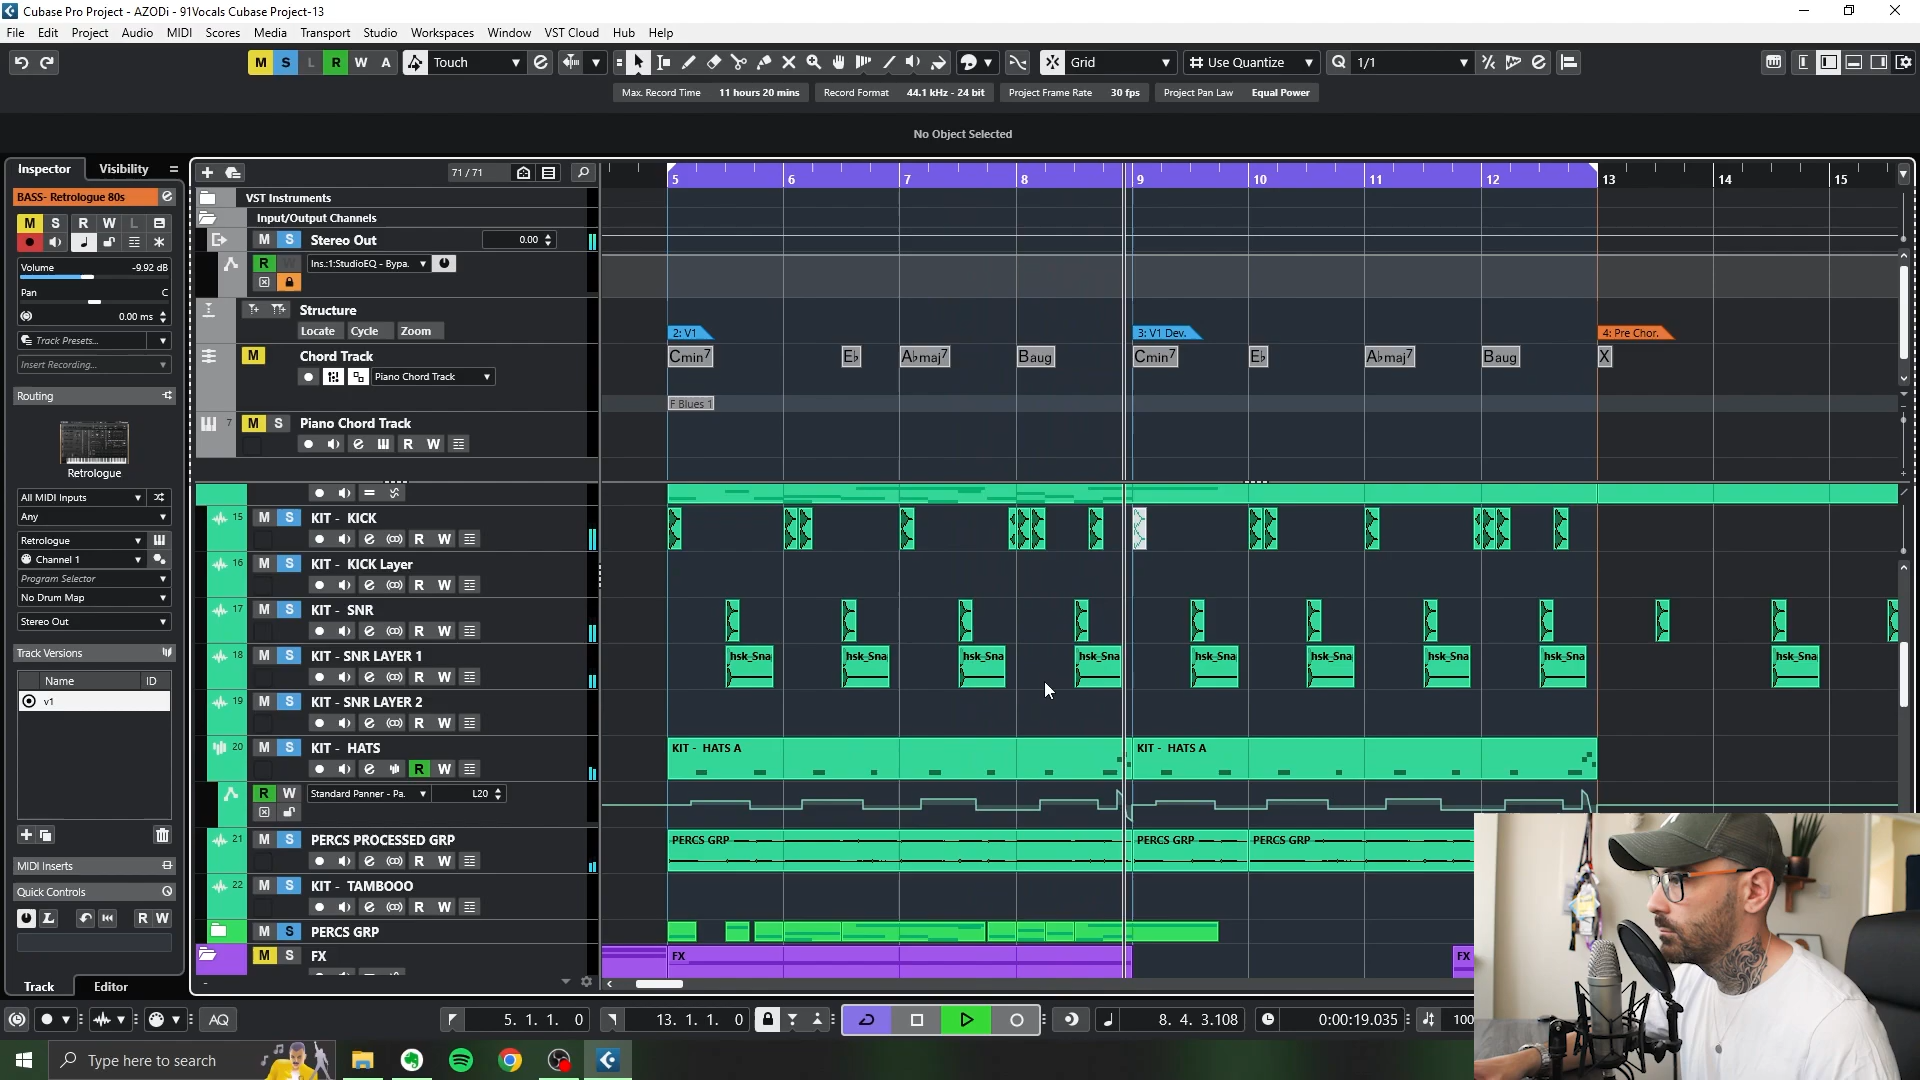 Cubase Pro Project - AZODi - 91Vocals Cubase Project-13
File Edit Project Audio MIDI Scores Media Transport Studio Workspaces Window VST Cloud Hub Help
M S L R W A Touch Grid Use Quantize Q 1/1
Max. Record Time 11 hours 20 mins Record Format 44.1 kHz - 24 bit Project Frame Rate 30 fps Project Pan Law Equal Power
No Object Selected
Inspector Visibility
BASS- Retrologue 80s
M S R W L
Volume -9.92 dB
Pan C
0.00 ms
Track Presets...
Insert Recording...
Routing
Retrologue
All MIDI Inputs
Any
Retrologue
Channel 1
Program Selector
No Drum Map
Stereo Out
Track Versions
Name ID
v1
MIDI Inserts
Quick Controls
R W
Track Editor
71 / 71
5 6 7 8 9 10 11 12 13 14 15
VST Instruments
Input/Output Channels
M S Stereo Out 0.00
R W Ins.:1:StudioEQ - Bypa.
Structure
Locate Cycle Zoom
2: V1 3: V1 Dev. 4: Pre Chor.
M Chord Track
Piano Chord Track
Cmin7 E♭ A♭maj7 Baug Cmin7 E♭ A♭maj7 Baug X
F Blues 1
7 M S Piano Chord Track
R W
15 M S KIT - KICK
R W
16 M S KIT - KICK Layer
R W
17 M S KIT - SNR
R W
18 M S KIT - SNR LAYER 1
R W
hsk_Sna hsk_Sna hsk_Sna hsk_Sna hsk_Sna hsk_Sna hsk_Sna hsk_Sna hsk_Sna
19 M S KIT - SNR LAYER 2
R W
20 M S KIT - HATS
R W
KIT - HATS A KIT - HATS A
R W Standard Panner - Pa. L20
21 M S PERCS PROCESSED GRP
R W
PERCS GRP PERCS GRP PERCS GRP
22 M S KIT - TAMBOOO
R W
M S PERCS GRP
M S FX
FX FX
AQ 5. 1. 1. 0 13. 1. 1. 0 8. 4. 3.108 0:00:19.035 100
Type here to search